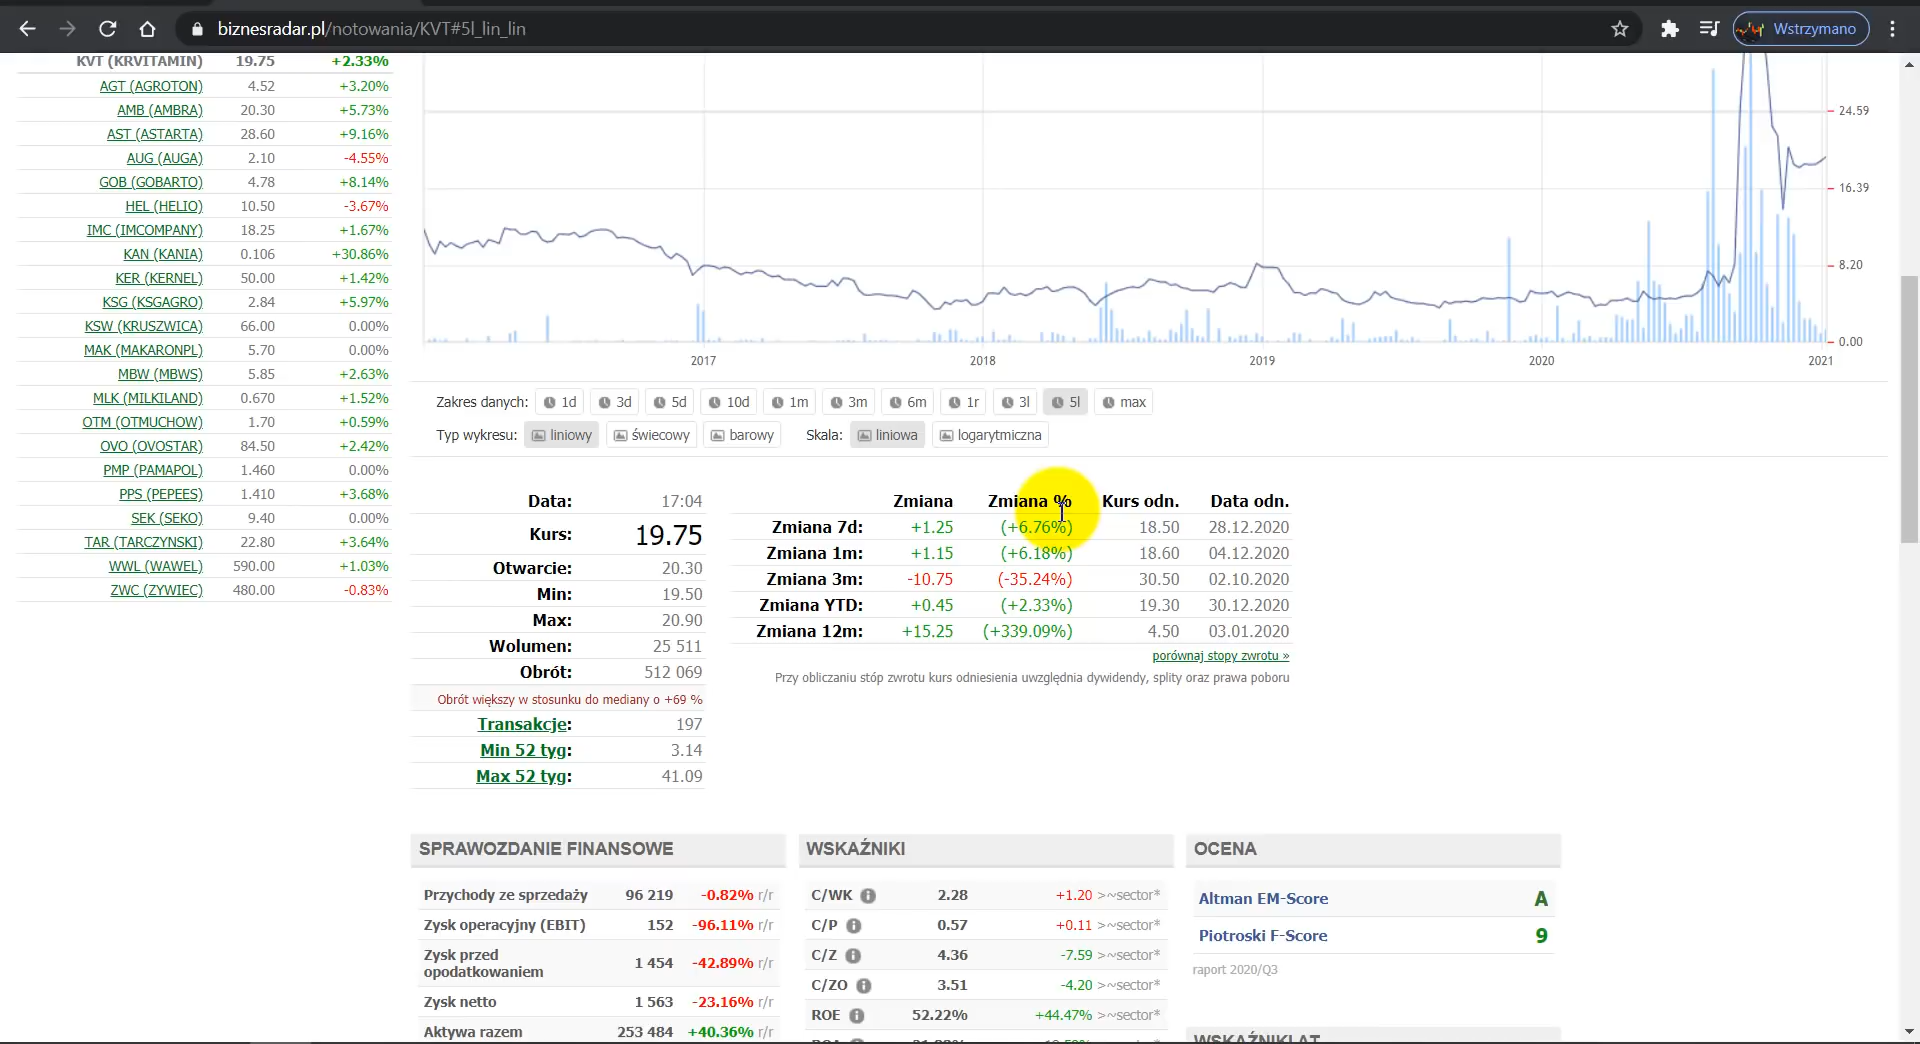 biznesradar.pl/notowania/KVT#5l_lin_lin
Wstrzymano
KVT (KRVITAMIN) 19.75 +2.33%
AGT (AGROTON) 4.52 +3.20%
AMB (AMBRA) 20.30 +5.73%
AST (ASTARTA) 28.60 +9.16%
AUG (AUGA) 2.10 -4.55%
GOB (GOBARTO) 4.78 +8.14%
HEL (HELIO) 10.50 -3.67%
IMC (IMCOMPANY) 18.25 +1.67%
KAN (KANIA) 0.106 +30.86%
KER (KERNEL) 50.00 +1.42%
KSG (KSGAGRO) 2.84 +5.97%
KSW (KRUSZWICA) 66.00 0.00%
MAK (MAKARONPL) 5.70 0.00%
MBW (MBWS) 5.85 +2.63%
MLK (MILKILAND) 0.670 +1.52%
OTM (OTMUCHOW) 1.70 +0.59%
OVO (OVOSTAR) 84.50 +2.42%
PMP (PAMAPOL) 1.460 0.00%
PPS (PEPEES) 1.410 +3.68%
SEK (SEKO) 9.40 0.00%
TAR (TARCZYNSKI) 22.80 +3.64%
WWL (WAWEL) 590.00 +1.03%
ZWC (ZYWIEC) 480.00 -0.83%
24.59
16.39
8.20
0.00
2017 2018 2019 2020 2021
Zakres danych: 1d 3d 5d 10d 1m 3m 6m 1r 3l 5l max
Typ wykresu: liniowy świecowy barowy Skala: liniowa logarytmiczna
Data: 17:04
Kurs: 19.75
Otwarcie: 20.30
Min: 19.50
Max: 20.90
Wolumen: 25 511
Obrót: 512 069
Obrót większy w stosunku do mediany o +69 %
Transakcje: 197
Min 52 tyg: 3.14
Max 52 tyg: 41.09
Zmiana Zmiana % Kurs odn. Data odn.
Zmiana 7d: +1.25 (+6.76%) 18.50 28.12.2020
Zmiana 1m: +1.15 (+6.18%) 18.60 04.12.2020
Zmiana 3m: -10.75 (-35.24%) 30.50 02.10.2020
Zmiana YTD: +0.45 (+2.33%) 19.30 30.12.2020
Zmiana 12m: +15.25 (+339.09%) 4.50 03.01.2020
porównaj stopy zwrotu »
Przy obliczaniu stóp zwrotu kurs odniesienia uwzględnia dywidendy, splity oraz prawa poboru
SPRAWOZDANIE FINANSOWE
Przychody ze sprzedaży 96 219 -0.82% r/r
Zysk operacyjny (EBIT) 152 -96.11% r/r
Zysk przed
opodatkowaniem 1 454 -42.89% r/r
Zysk netto 1 563 -23.16% r/r
Aktywa razem 253 484 +40.36% r/r
WSKAŹNIKI
C/WK 2.28 +1.20 >~sector*
C/P 0.57 +0.11 >~sector*
C/Z 4.36 -7.59 >~sector*
C/ZO 3.51 -4.20 >~sector*
ROE 52.22% +44.47% >~sector*
OCENA
Altman EM-Score A
Piotroski F-Score 9
raport 2020/Q3